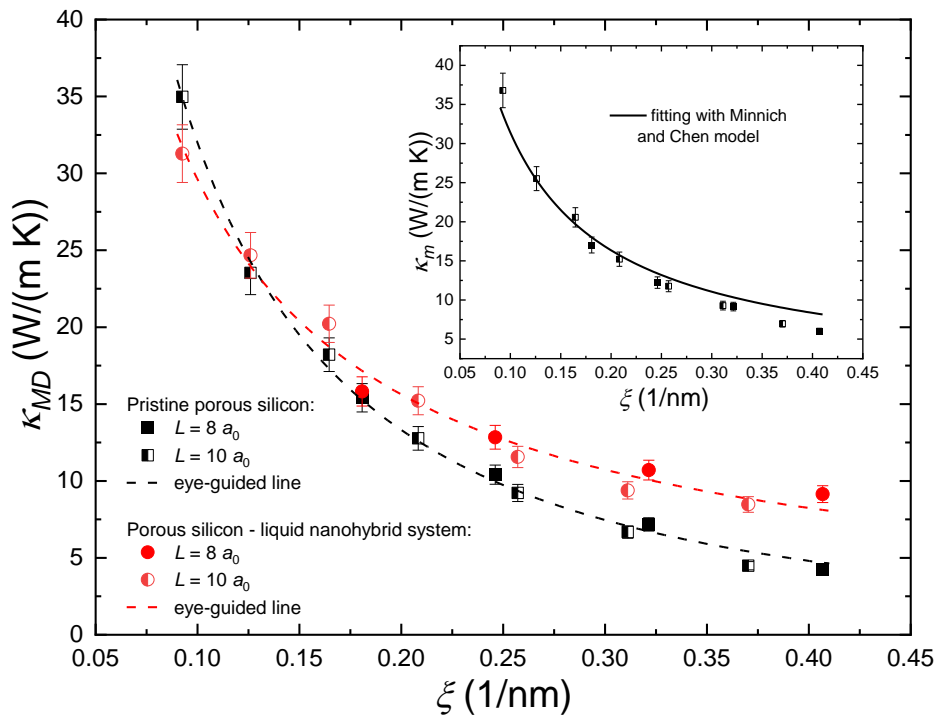 40
35
30
25
20
15
10
5
0
κMD (W/(m K))
0.05 0.10 0.15 0.20 0.25 0.30 0.35 0.40 0.45
ξ (1/nm)
Pristine porous silicon:
L = 8 a0
L = 10 a0
eye-guided line
Porous silicon - liquid nanohybrid system:
L = 8 a0
L = 10 a0
eye-guided line
40
35
30
25
20
15
10
5
κm (W/(m K))
fitting with Minnich
and Chen model
0.05 0.10 0.15 0.20 0.25 0.30 0.35 0.40 0.45
ξ (1/nm)